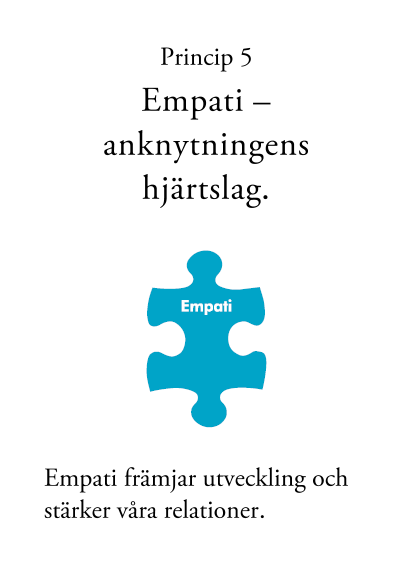 Princip 5
Empati –
anknytningens
hjärtslag.
Empati
Empati främjar utveckling och
stärker våra relationer.